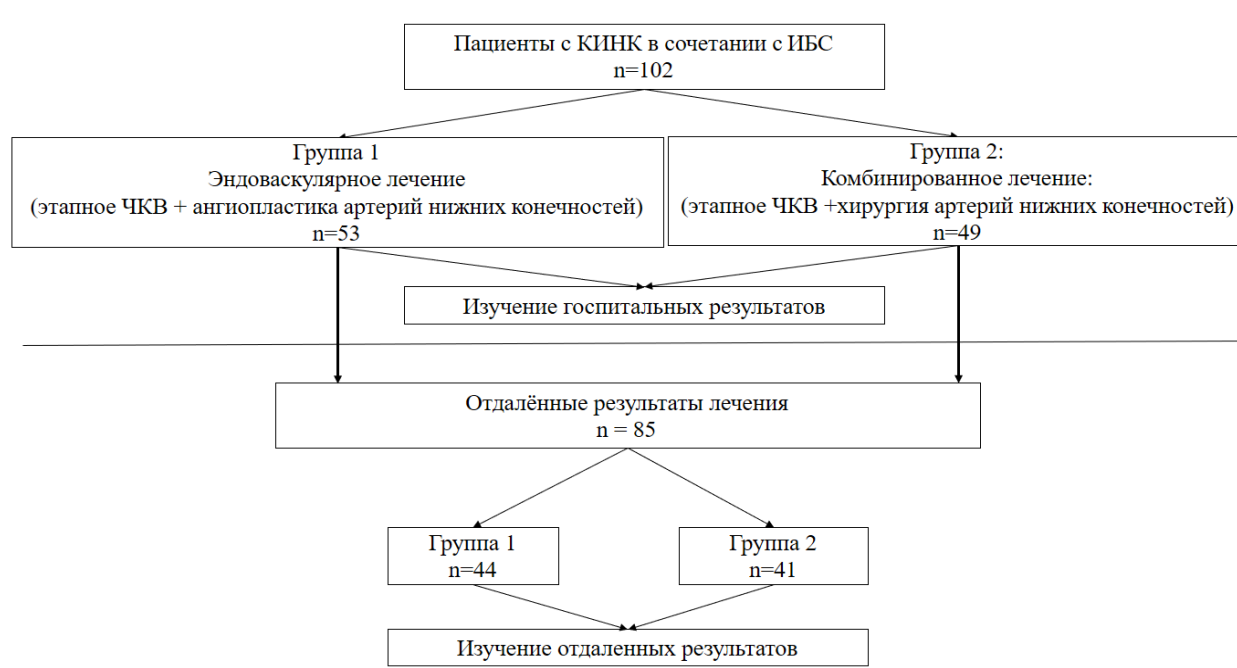 Пациенты с КИНК в сочетании с ИБС
n=102
Группа 1
Эндоваскулярное лечение
(этапное ЧКВ + ангиопластика артерий нижних конечностей)
n=53
Группа 2:
Комбинированное лечение:
(этапное ЧКВ +хирургия артерий нижних конечностей)
n=49
Изучение госпитальных результатов
Отдалённые результаты лечения
n = 85
Группа 1
n=44
Группа 2
n=41
Изучение отдаленных результатов